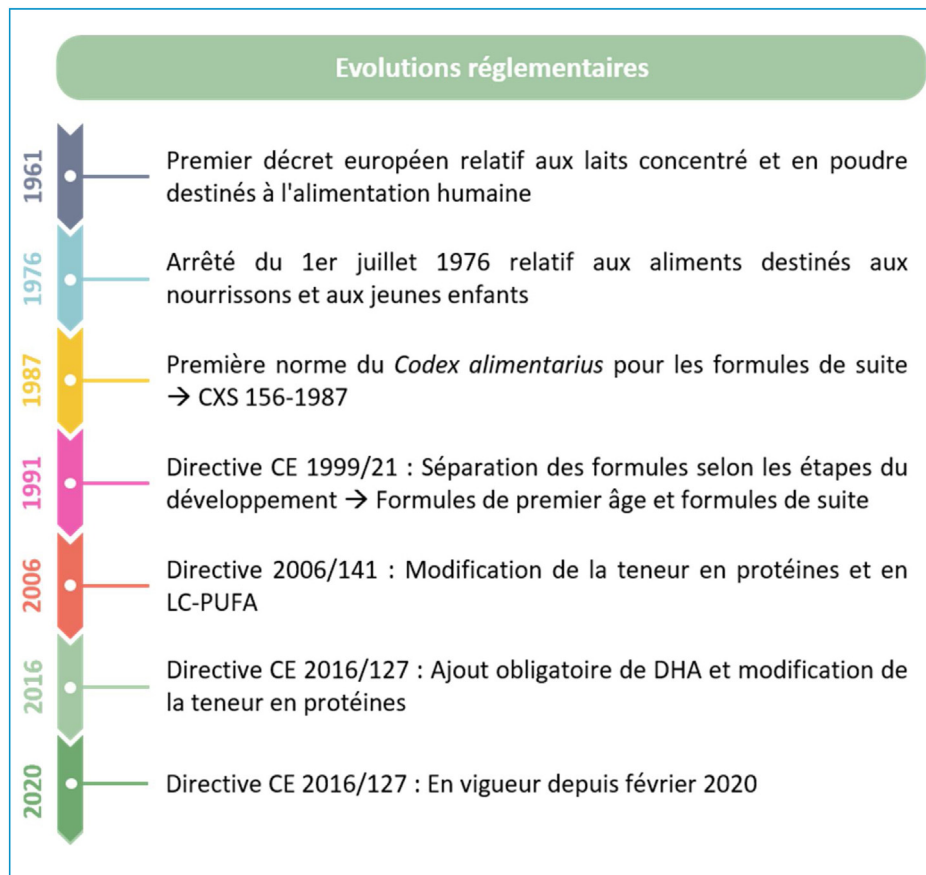 Evolutions réglementaires
1961
Premier décret européen relatif aux laits concentré et en poudre
destinés à l'alimentation humaine
1976
Arrêté du 1er juillet 1976 relatif aux aliments destinés aux
nourrissons et aux jeunes enfants
1987
Première norme du Codex alimentarius pour les formules de suite
→ CXS 156-1987
1991
Directive CE 1999/21 : Séparation des formules selon les étapes du
développement → Formules de premier âge et formules de suite
2006
Directive 2006/141 : Modification de la teneur en protéines et en
LC-PUFA
2016
Directive CE 2016/127 : Ajout obligatoire de DHA et modification de
la teneur en protéines
2020
Directive CE 2016/127 : En vigueur depuis février 2020